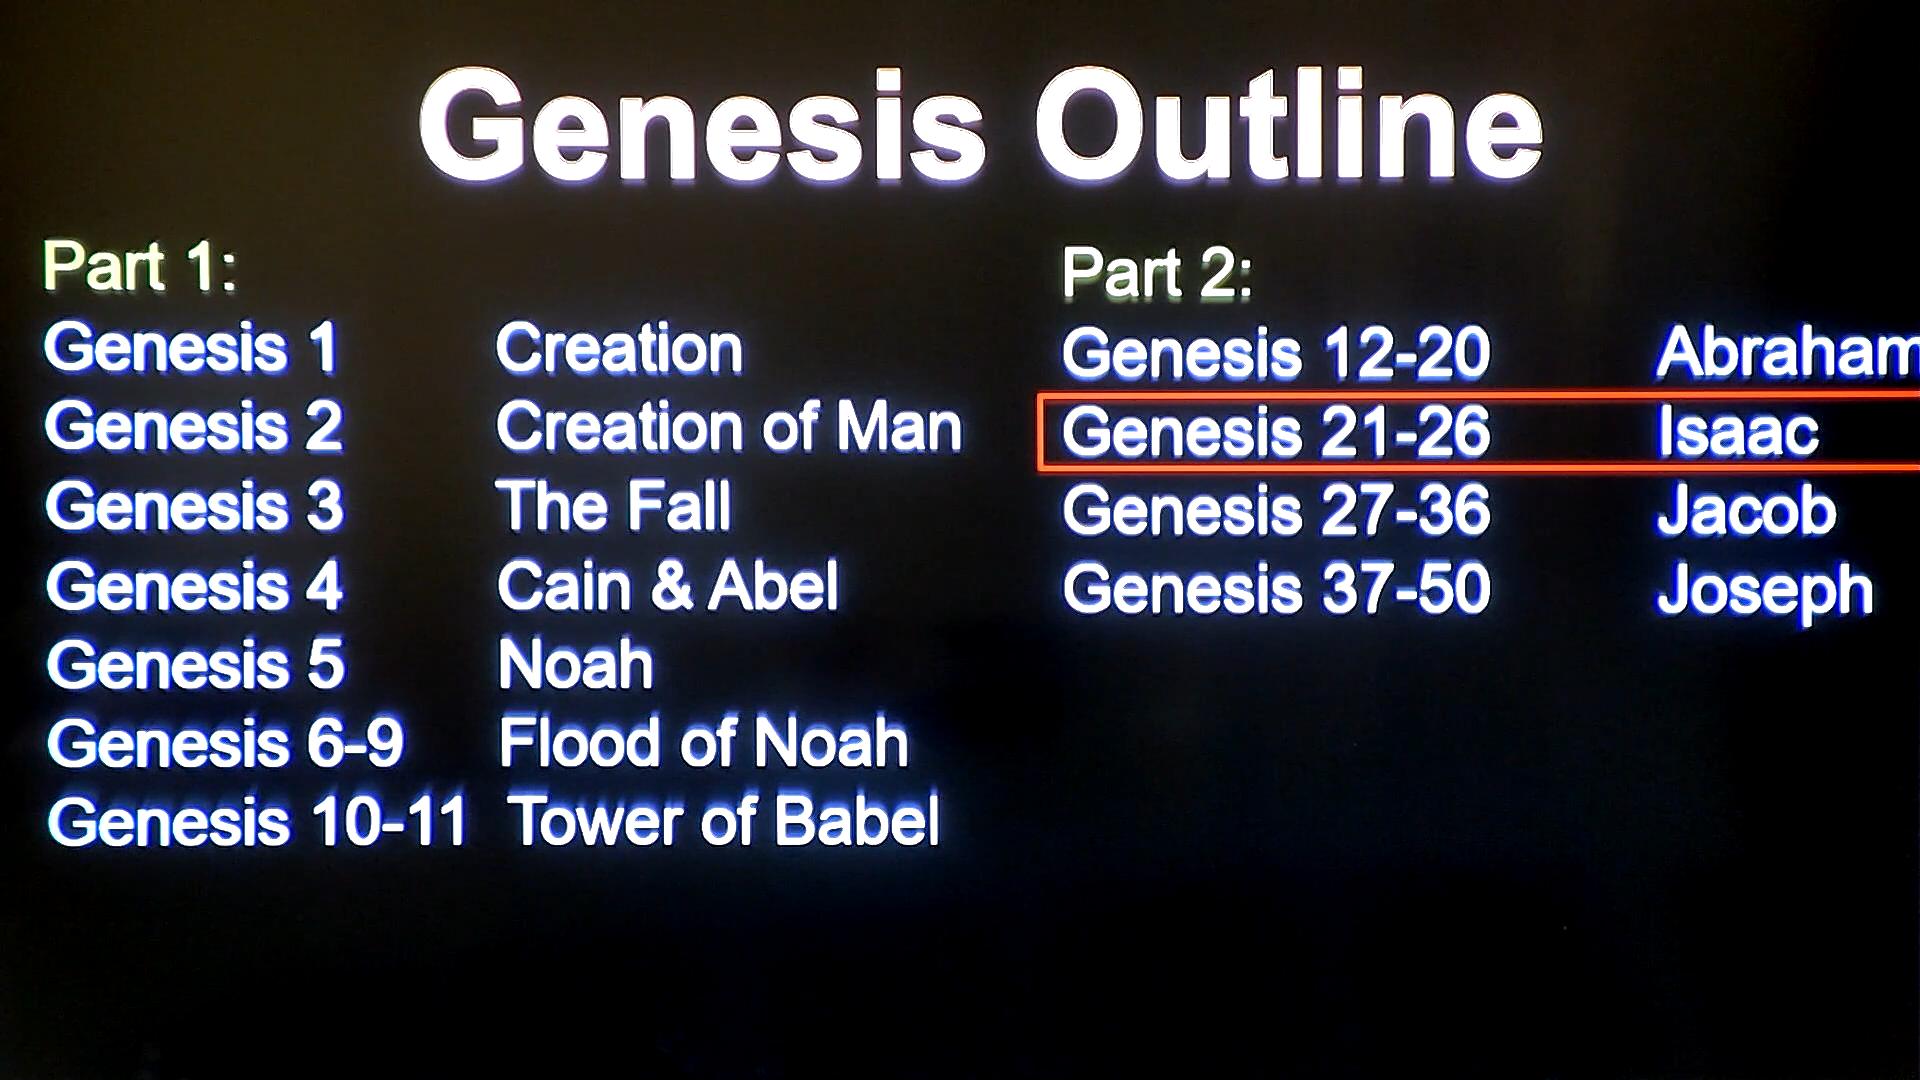 Genesis Outline
Part 1:
Genesis 1 Creation
Genesis 2 Creation of Man
Genesis 3 The Fall
Genesis 4 Cain & Abel
Genesis 5 Noah
Genesis 6-9 Flood of Noah
Genesis 10-11 Tower of Babel
Part 2:
Genesis 12-20 Abraham
Genesis 21-26 Isaac
Genesis 27-36 Jacob
Genesis 37-50 Joseph